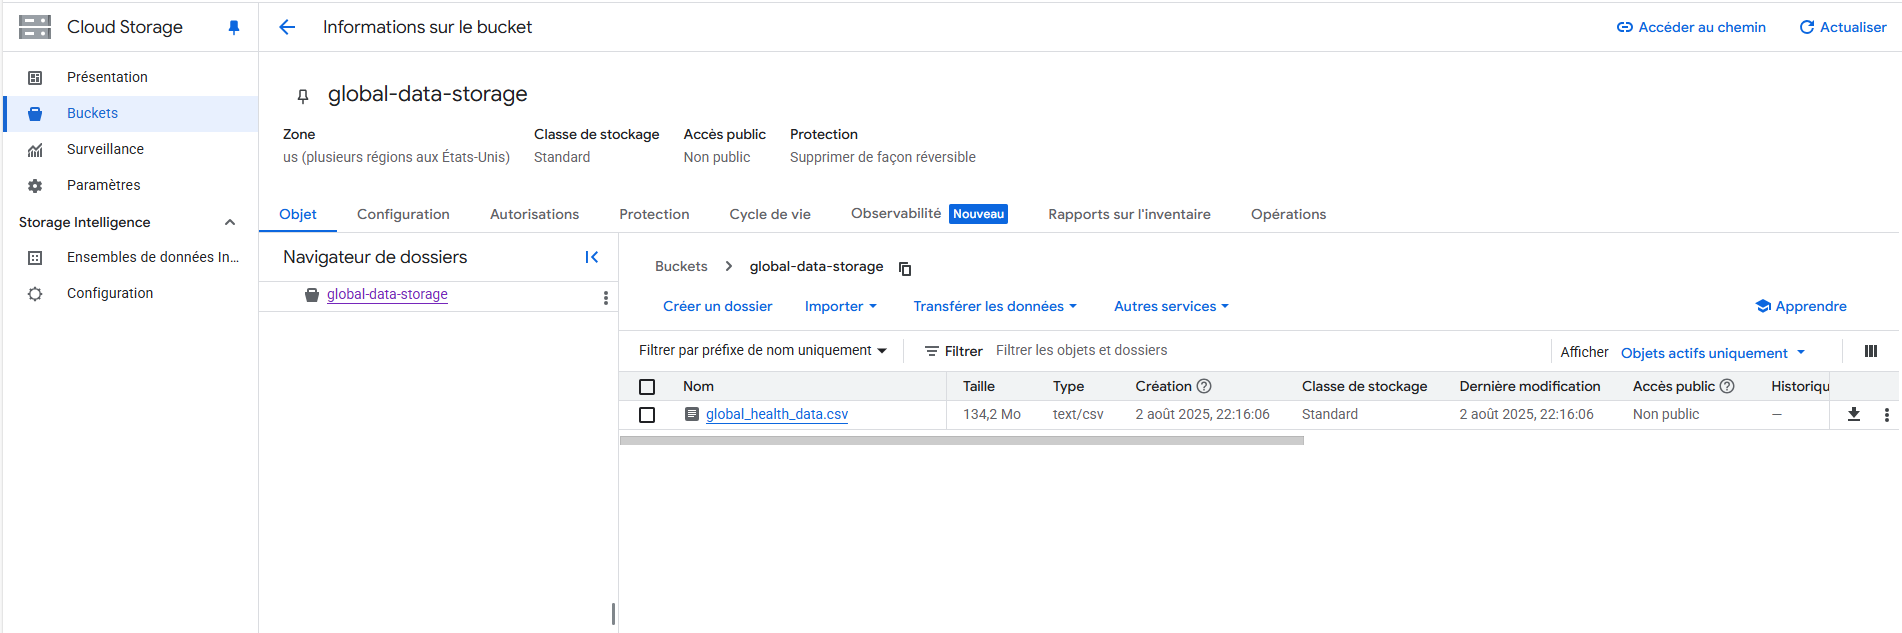 Cloud Storage
Informations sur le bucket
Accéder au chemin
Actualiser
Présentation
Buckets
Surveillance
Paramètres
Storage Intelligence
Ensembles de données In...
Configuration
global-data-storage
Zone
Classe de stockage
Accès public
Protection
us (plusieurs régions aux États-Unis)
Standard
Non public
Supprimer de façon réversible
Objet
Configuration
Autorisations
Protection
Cycle de vie
Observabilité Nouveau
Rapports sur l'inventaire
Opérations
Navigateur de dossiers
global-data-storage
Buckets > global-data-storage
Créer un dossier
Importer
Transférer les données
Autres services
Apprendre
Filtrer par préfixe de nom uniquement
Filtrer
Filtrer les objets et dossiers
Afficher
Objets actifs uniquement
Nom
Taille
Type
Création
Classe de stockage
Dernière modification
Accès public
Historiqu
global_health_data.csv
134,2 Mo
text/csv
2 août 2025, 22:16:06
Standard
2 août 2025, 22:16:06
Non public
—